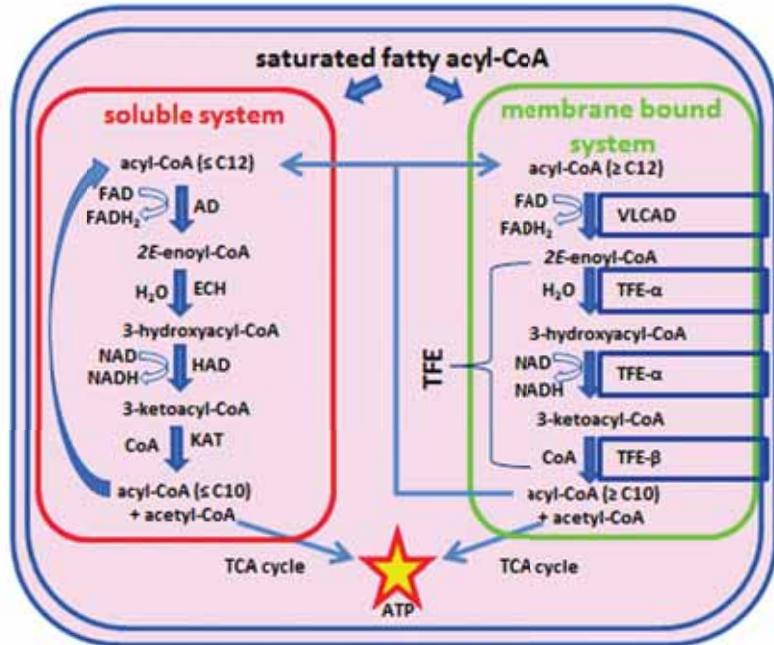 saturated fatty acyl-CoA
soluble system
acyl-CoA (≤ C12)
FAD
FADH₂
AD
2E-enoyl-CoA
H₂O
ECH
3-hydroxyacyl-CoA
NAD
NADH
HAD
3-ketoacyl-CoA
CoA
KAT
acyl-CoA (≤ C10)
+ acetyl-CoA
TCA cycle
membrane bound
system
acyl-CoA (≥ C12)
FAD
FADH₂
VLCAD
2E-enoyl-CoA
H₂O
TFE-α
3-hydroxyacyl-CoA
TFE
NAD
NADH
TFE-α
3-ketoacyl-CoA
CoA
TFE-β
acyl-CoA (≥ C10)
+ acetyl-CoA
TCA cycle
ATP